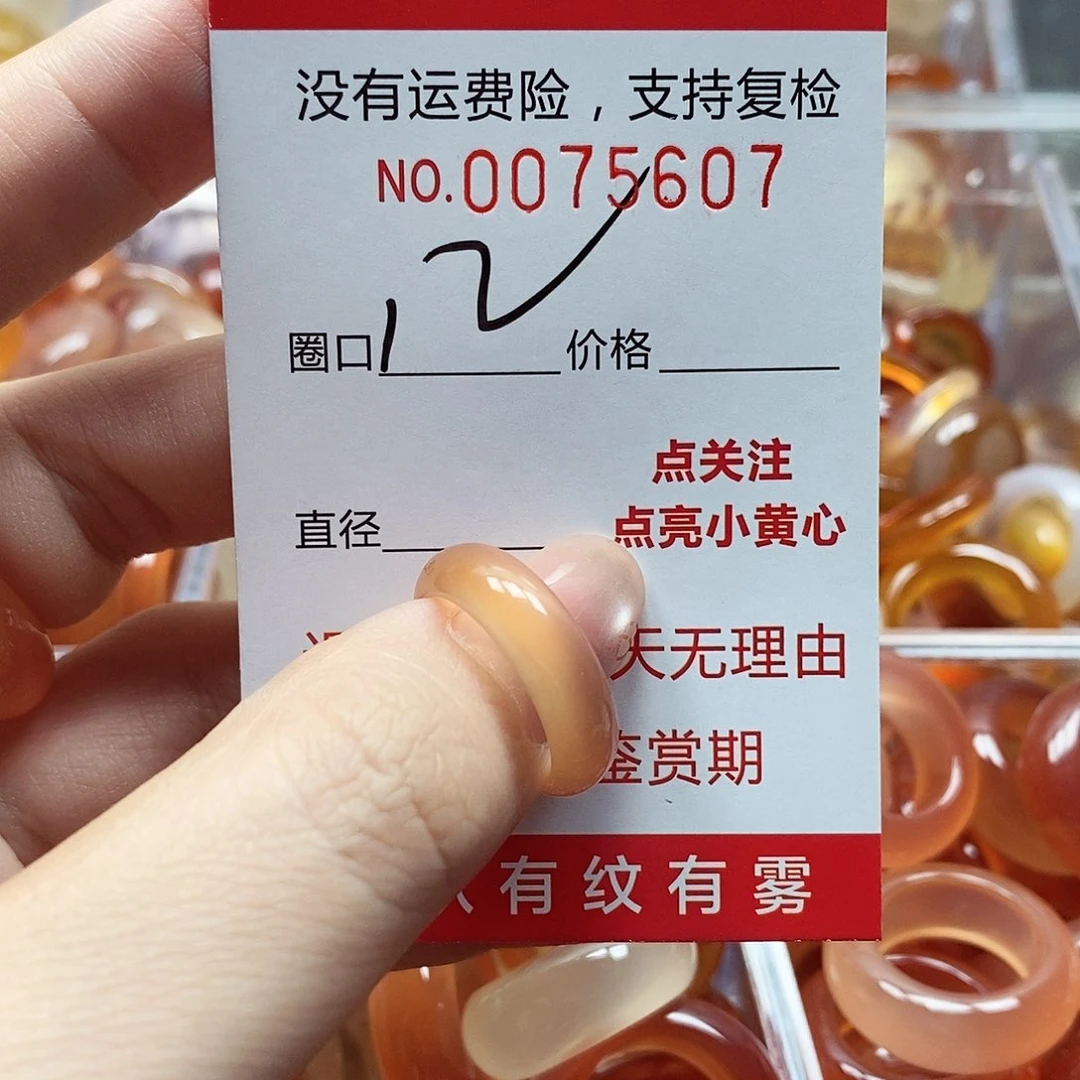 没有运费险，支持复检
NO.0075607
圈口 12 价格
直径
点关注
点亮小黄心
天无理由
鉴赏期
有纹有雾